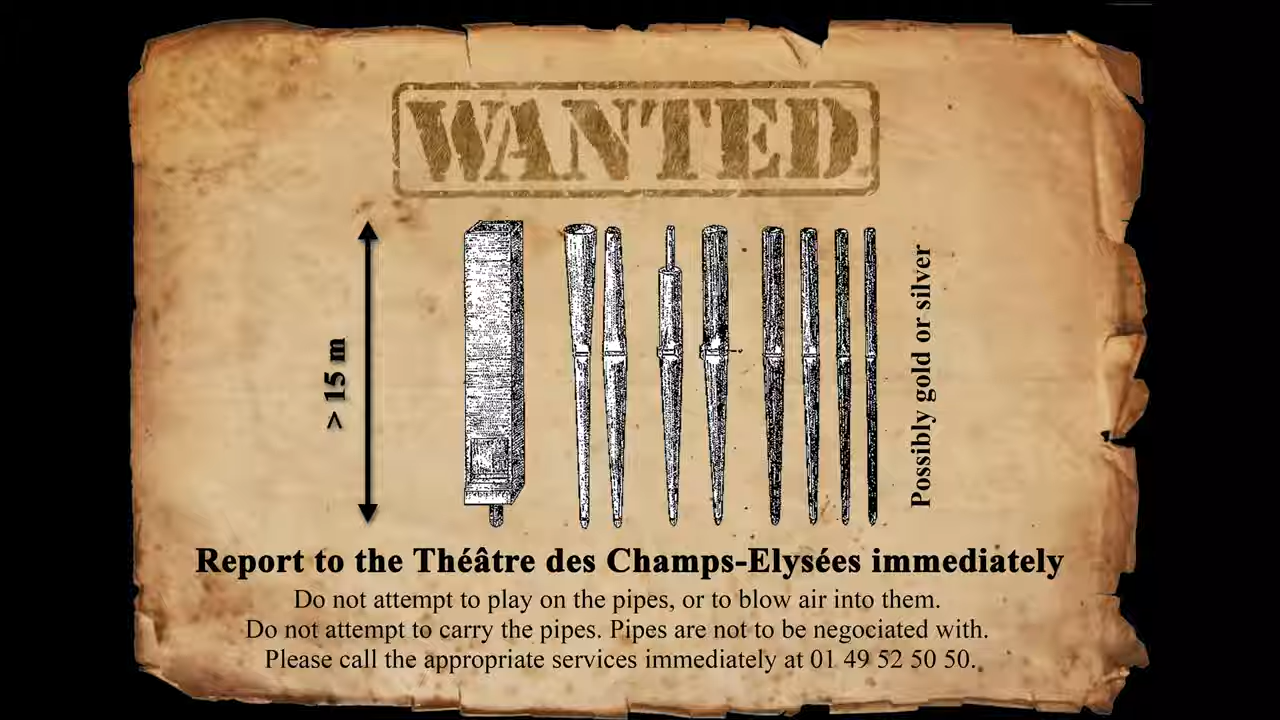 WANTED
> 15 m
Possibly gold or silver
Report to the Théâtre des Champs-Elysées immediately
Do not attempt to play on the pipes, or to blow air into them.
Do not attempt to carry the pipes. Pipes are not to be negociated with.
Please call the appropriate services immediately at 01 49 52 50 50.